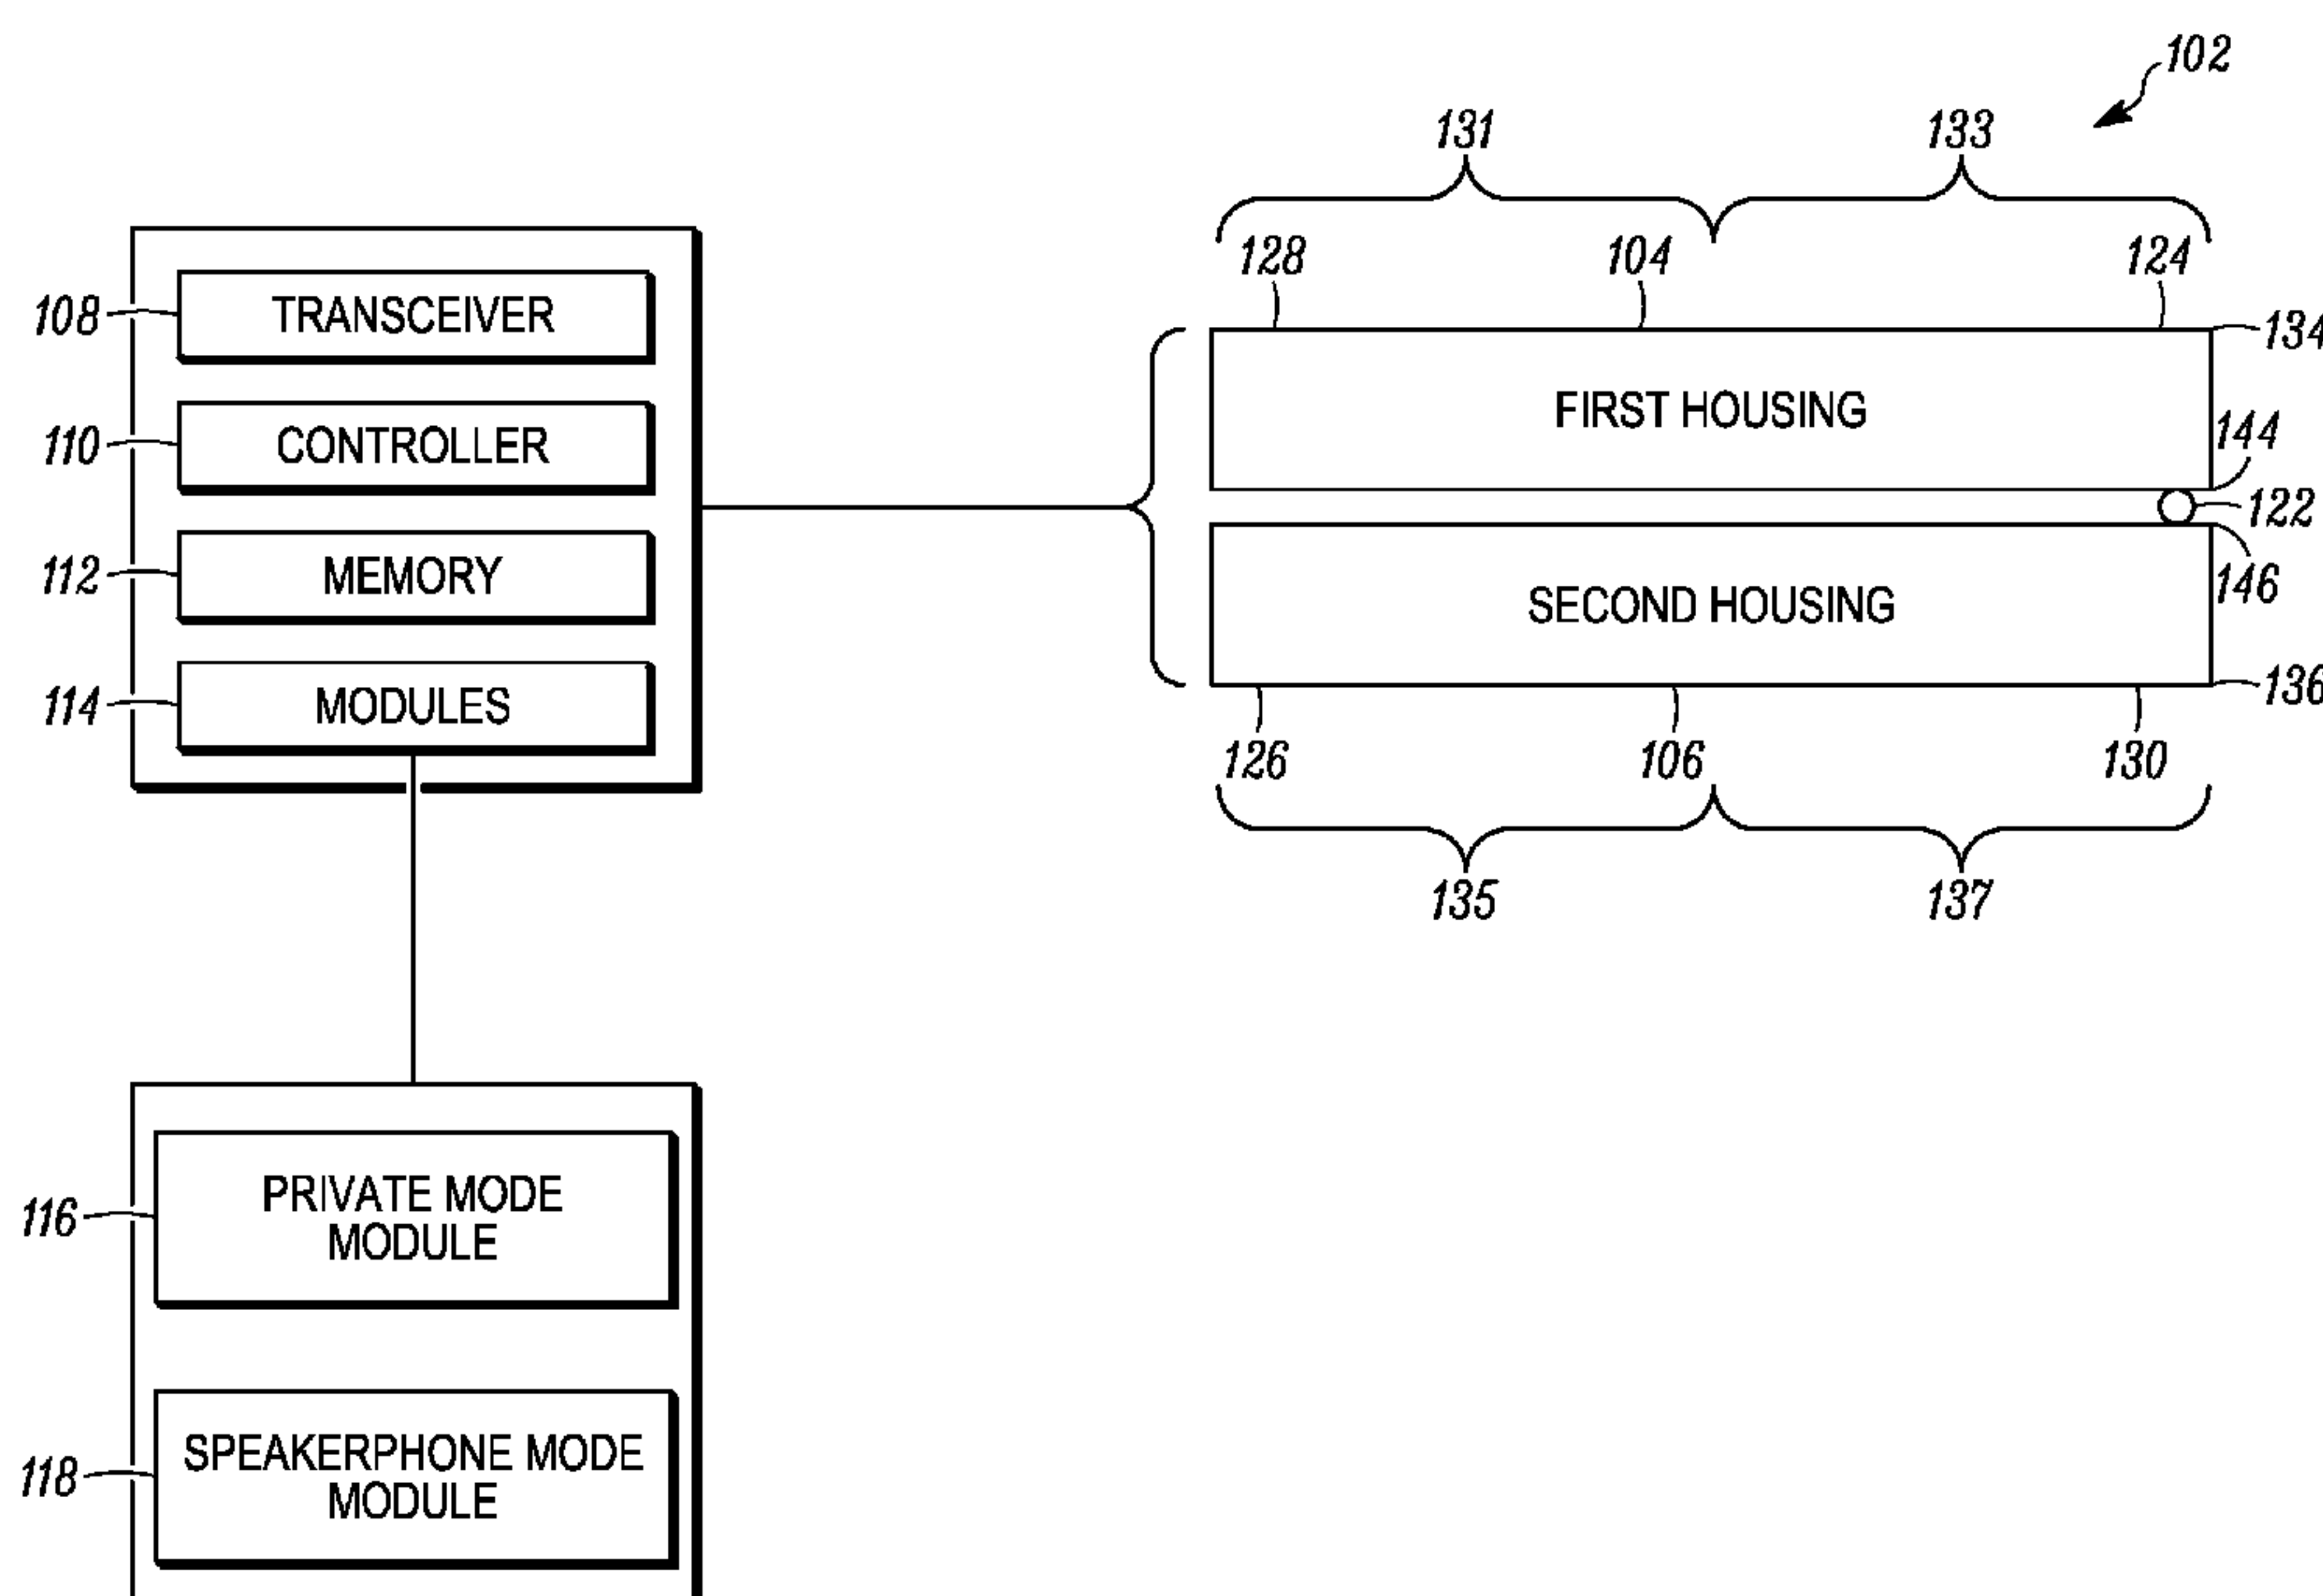 102
131
133
128
104
124
134
108
TRANSCEIVER
FIRST HOUSING
110
CONTROLLER
144
122
112
MEMORY
146
SECOND HOUSING
114
MODULES
136
126
106
130
135
137
116
PRIVATE MODE
MODULE
118
SPEAKERPHONE MODE
MODULE